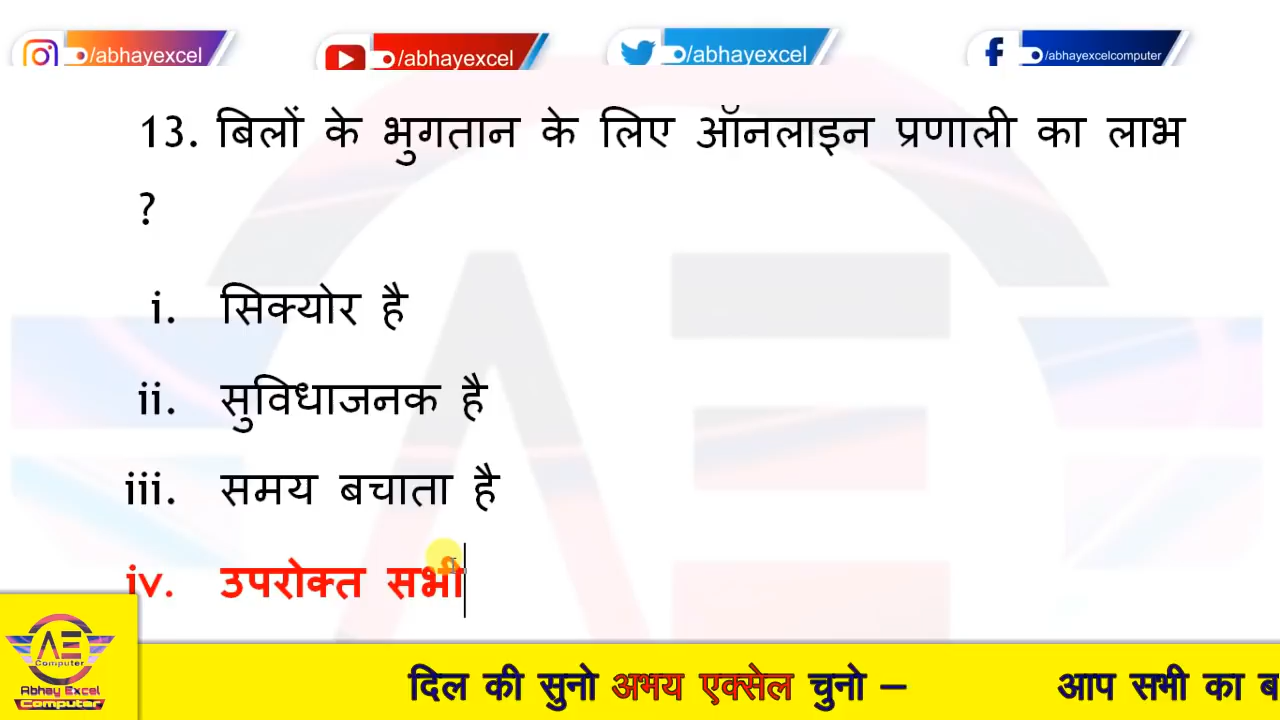 /abhayexcel /abhayexcel /abhayexcel /abhayexcelcomputer
13. बिलों के भुगतान के लिए ऑनलाइन प्रणाली का लाभ
?
i. सिक्योर है
ii. सुविधाजनक है
iii. समय बचाता है
iv. उपरोक्त सभी
AE
Computer
Abhay Excel
Computer
दिल की सुनो अभय एक्सेल चुनो – आप सभी का ब